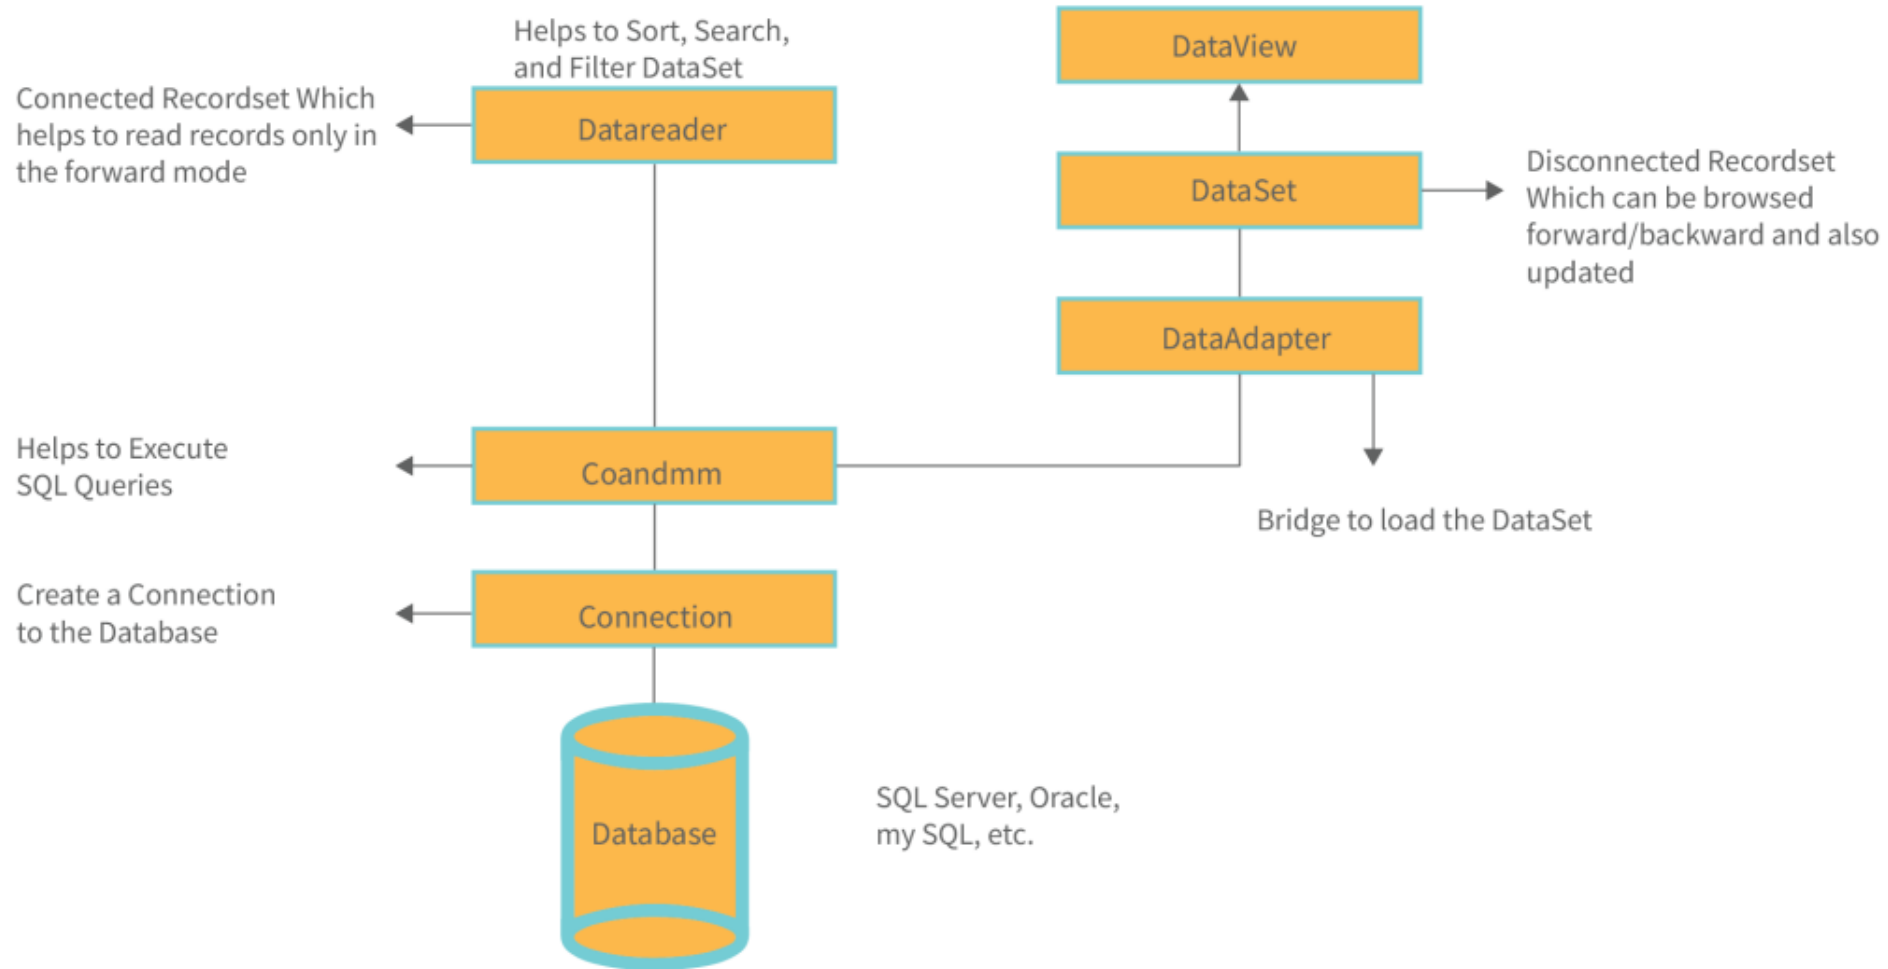 Helps to Sort, Search,
and Filter DataSet
DataView
Connected Recordset Which
helps to read records only in
the forward mode
Datareader
DataSet
Disconnected Recordset
Which can be browsed
forward/backward and also
updated
DataAdapter
Helps to Execute
SQL Queries
Coandmm
Bridge to load the DataSet
Create a Connection
to the Database
Connection
Database
SQL Server, Oracle,
my SQL, etc.